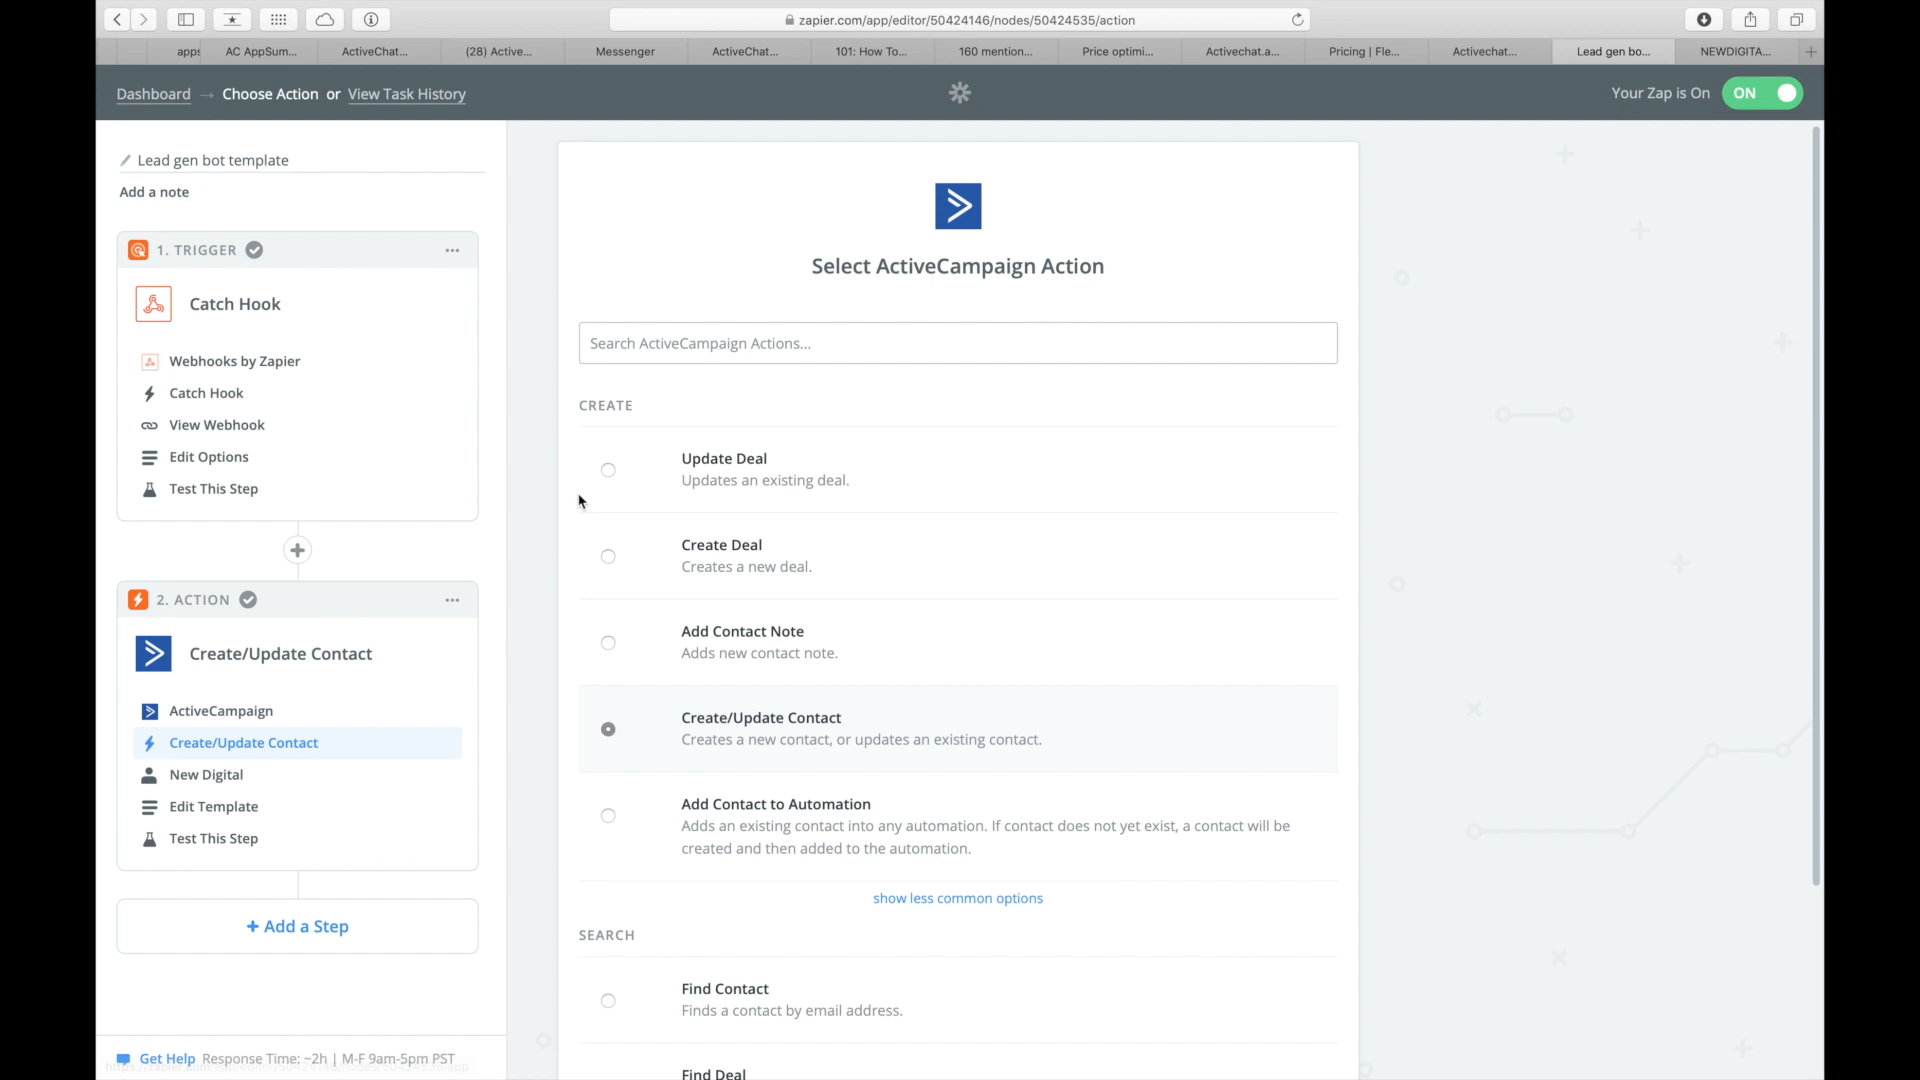 zapier.com/app/editor/50424146/nodes/50424535/action
apps
AC AppSum...
ActiveChat...
(28) Active...
Messenger
ActiveChat...
101: How To...
160 mention...
Price optimi...
Activechat.a...
Pricing | Fle...
Activechat...
Lead gen bo...
NEWDIGITA...
Dashboard → Choose Action or View Task History
Your Zap is On
ON
Lead gen bot template
Add a note
1. TRIGGER
Catch Hook
Webhooks by Zapier
Catch Hook
View Webhook
Edit Options
Test This Step
2. ACTION
Create/Update Contact
ActiveCampaign
Create/Update Contact
New Digital
Edit Template
Test This Step
+ Add a Step
Get Help Response Time: ~2h | M-F 9am-5pm PST
Select ActiveCampaign Action
Search ActiveCampaign Actions...
CREATE
Update Deal
Updates an existing deal.
Create Deal
Creates a new deal.
Add Contact Note
Adds new contact note.
Create/Update Contact
Creates a new contact, or updates an existing contact.
Add Contact to Automation
Adds an existing contact into any automation. If contact does not yet exist, a contact will be
created and then added to the automation.
show less common options
SEARCH
Find Contact
Finds a contact by email address.
Find Deal